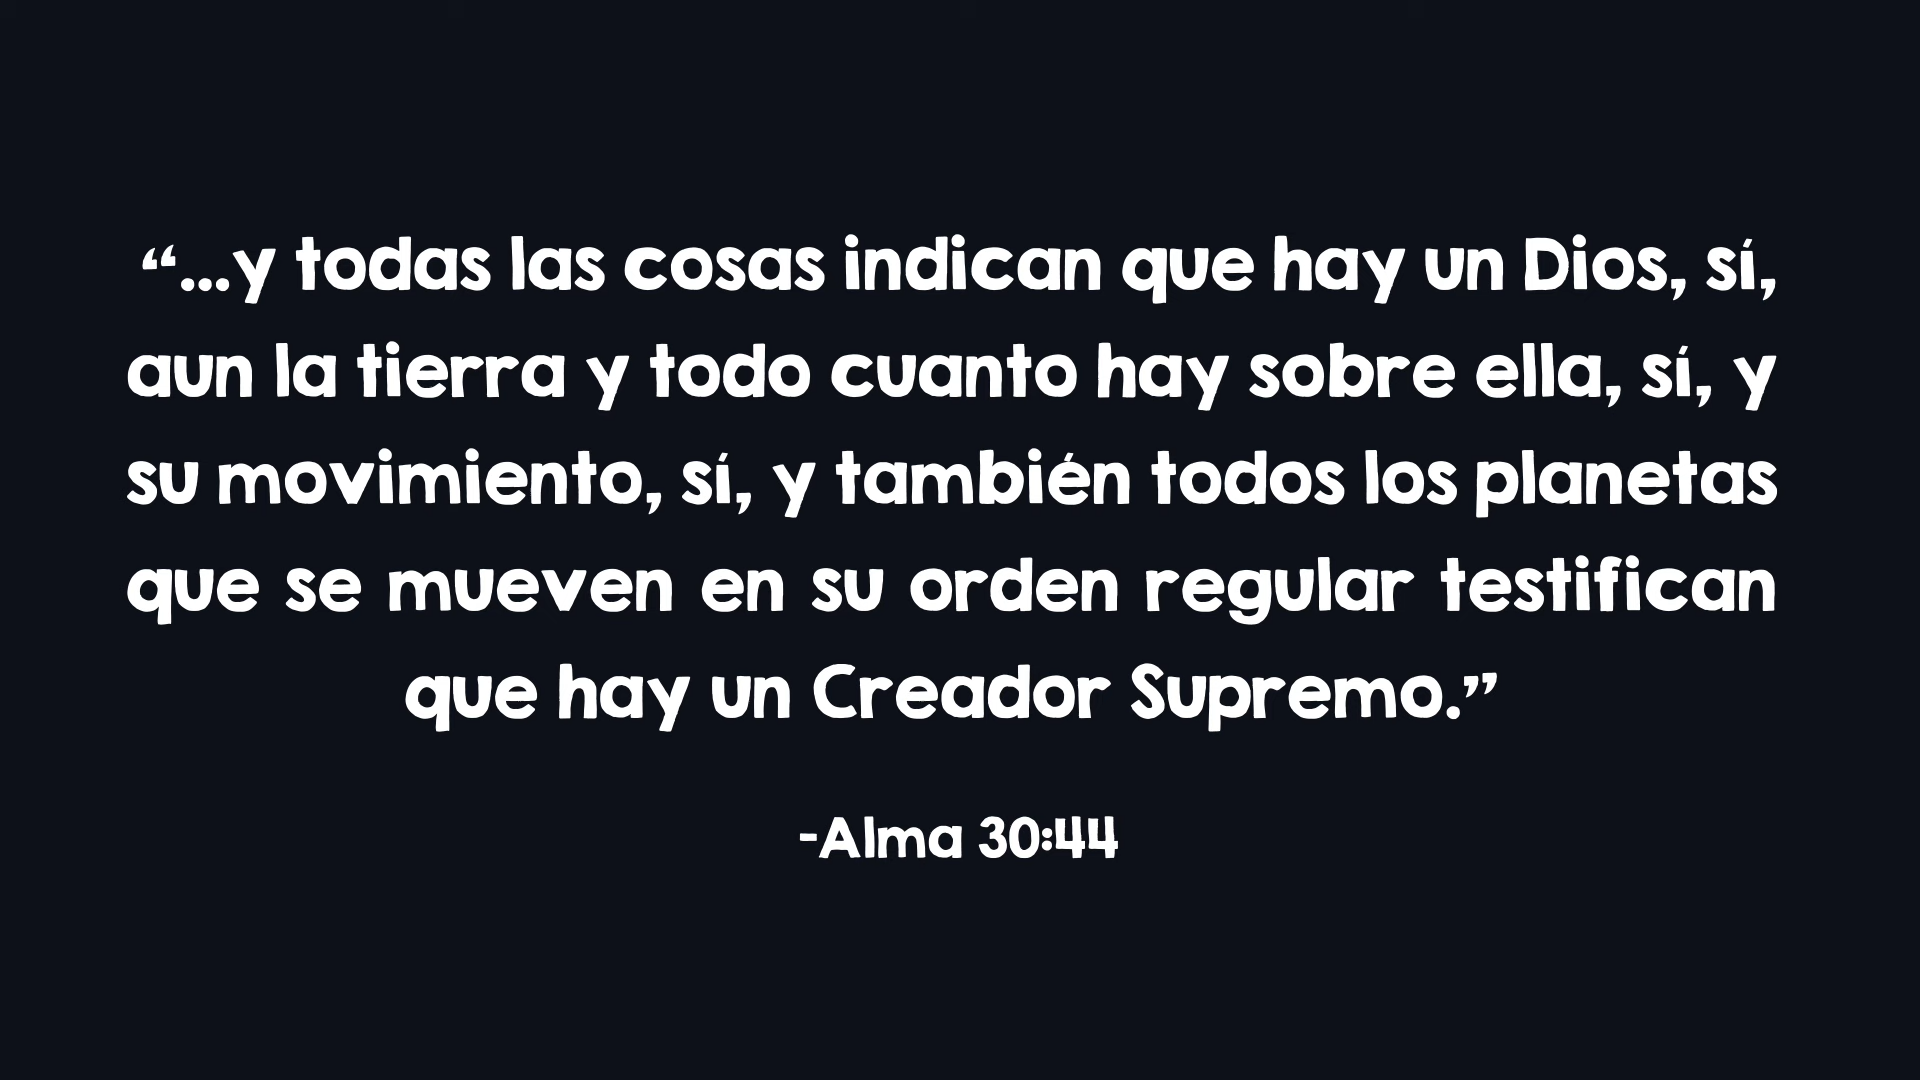 “...y todas las cosas indican que hay un Dios, sí,
aun la tierra y todo cuanto hay sobre ella, sí, y
su movimiento, sí, y también todos los planetas
que se mueven en su orden regular testifican
que hay un Creador Supremo.”
-Alma 30:44